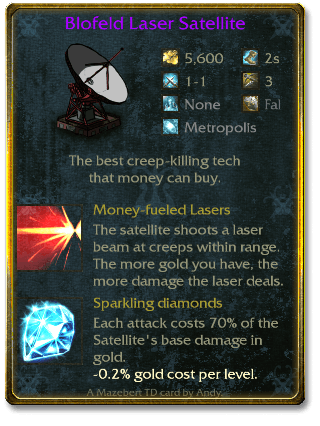 Blofeld Laser Satellite
5,600 2s
1-1 3
None Fal
Metropolis
The best creep-killing tech
that money can buy.
Money-fueled Lasers
The satellite shoots a laser
beam at creeps within range.
The more gold you have, the
more damage the laser deals.
Sparkling diamonds
Each attack costs 70% of the
Satellite's base damage in
gold.
-0.2% gold cost per level.
A Mazebert TD card by Andy.